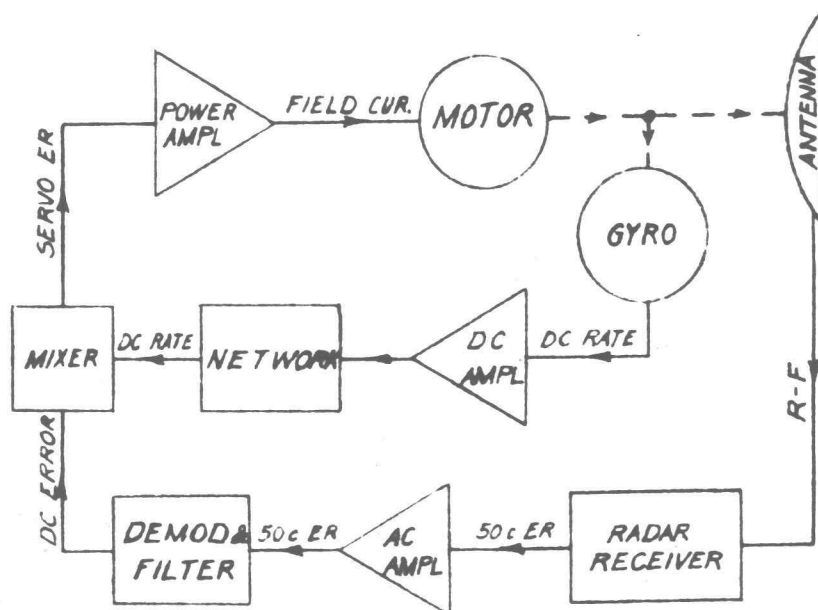 POWER
AMPL
FIELD CUR.
MOTOR
ANTENNA
SERVO ER
GYRO
MIXER
DC RATE
NETWORK
DC
AMPL
DC RATE
R-F
DC ERROR
DEMOD &
FILTER
50c ER
AC
AMPL
50c ER
RADAR
RECEIVER